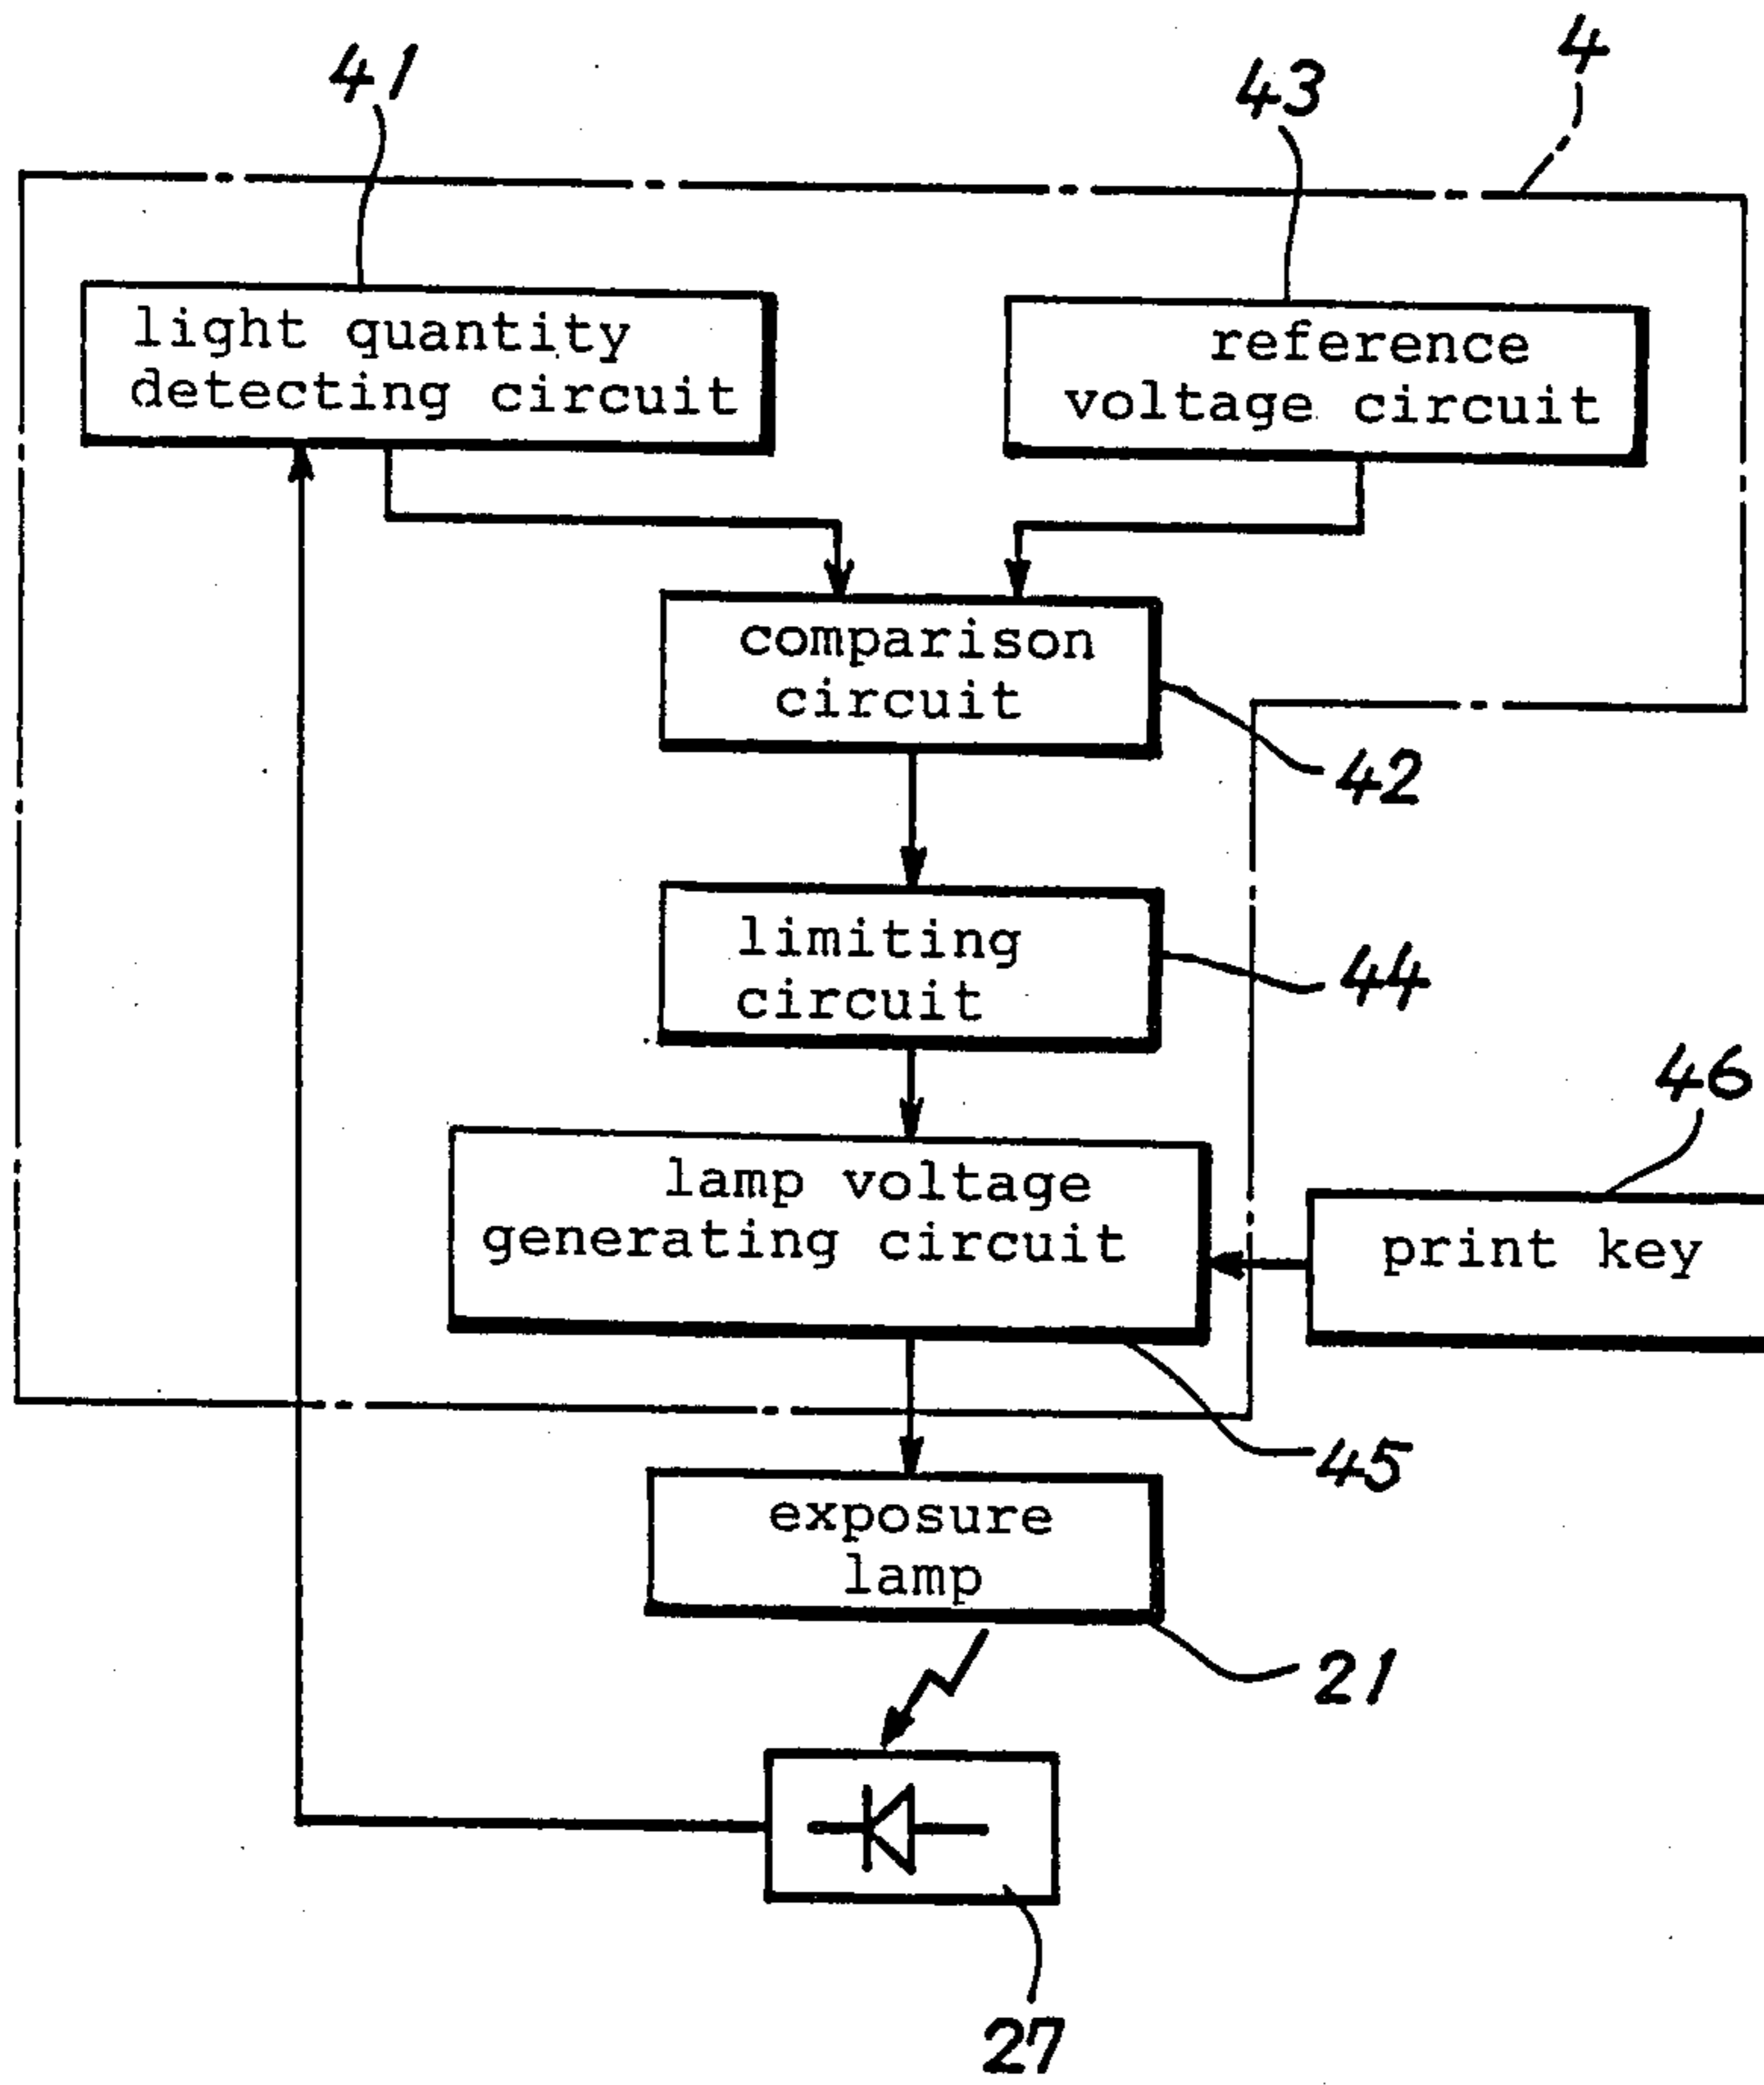 41
43
4
light quantity
detecting circuit
reference
voltage circuit
comparison
circuit
42
limiting
circuit
44
46
lamp voltage
generating circuit
print key
45
exposure
lamp
21
27